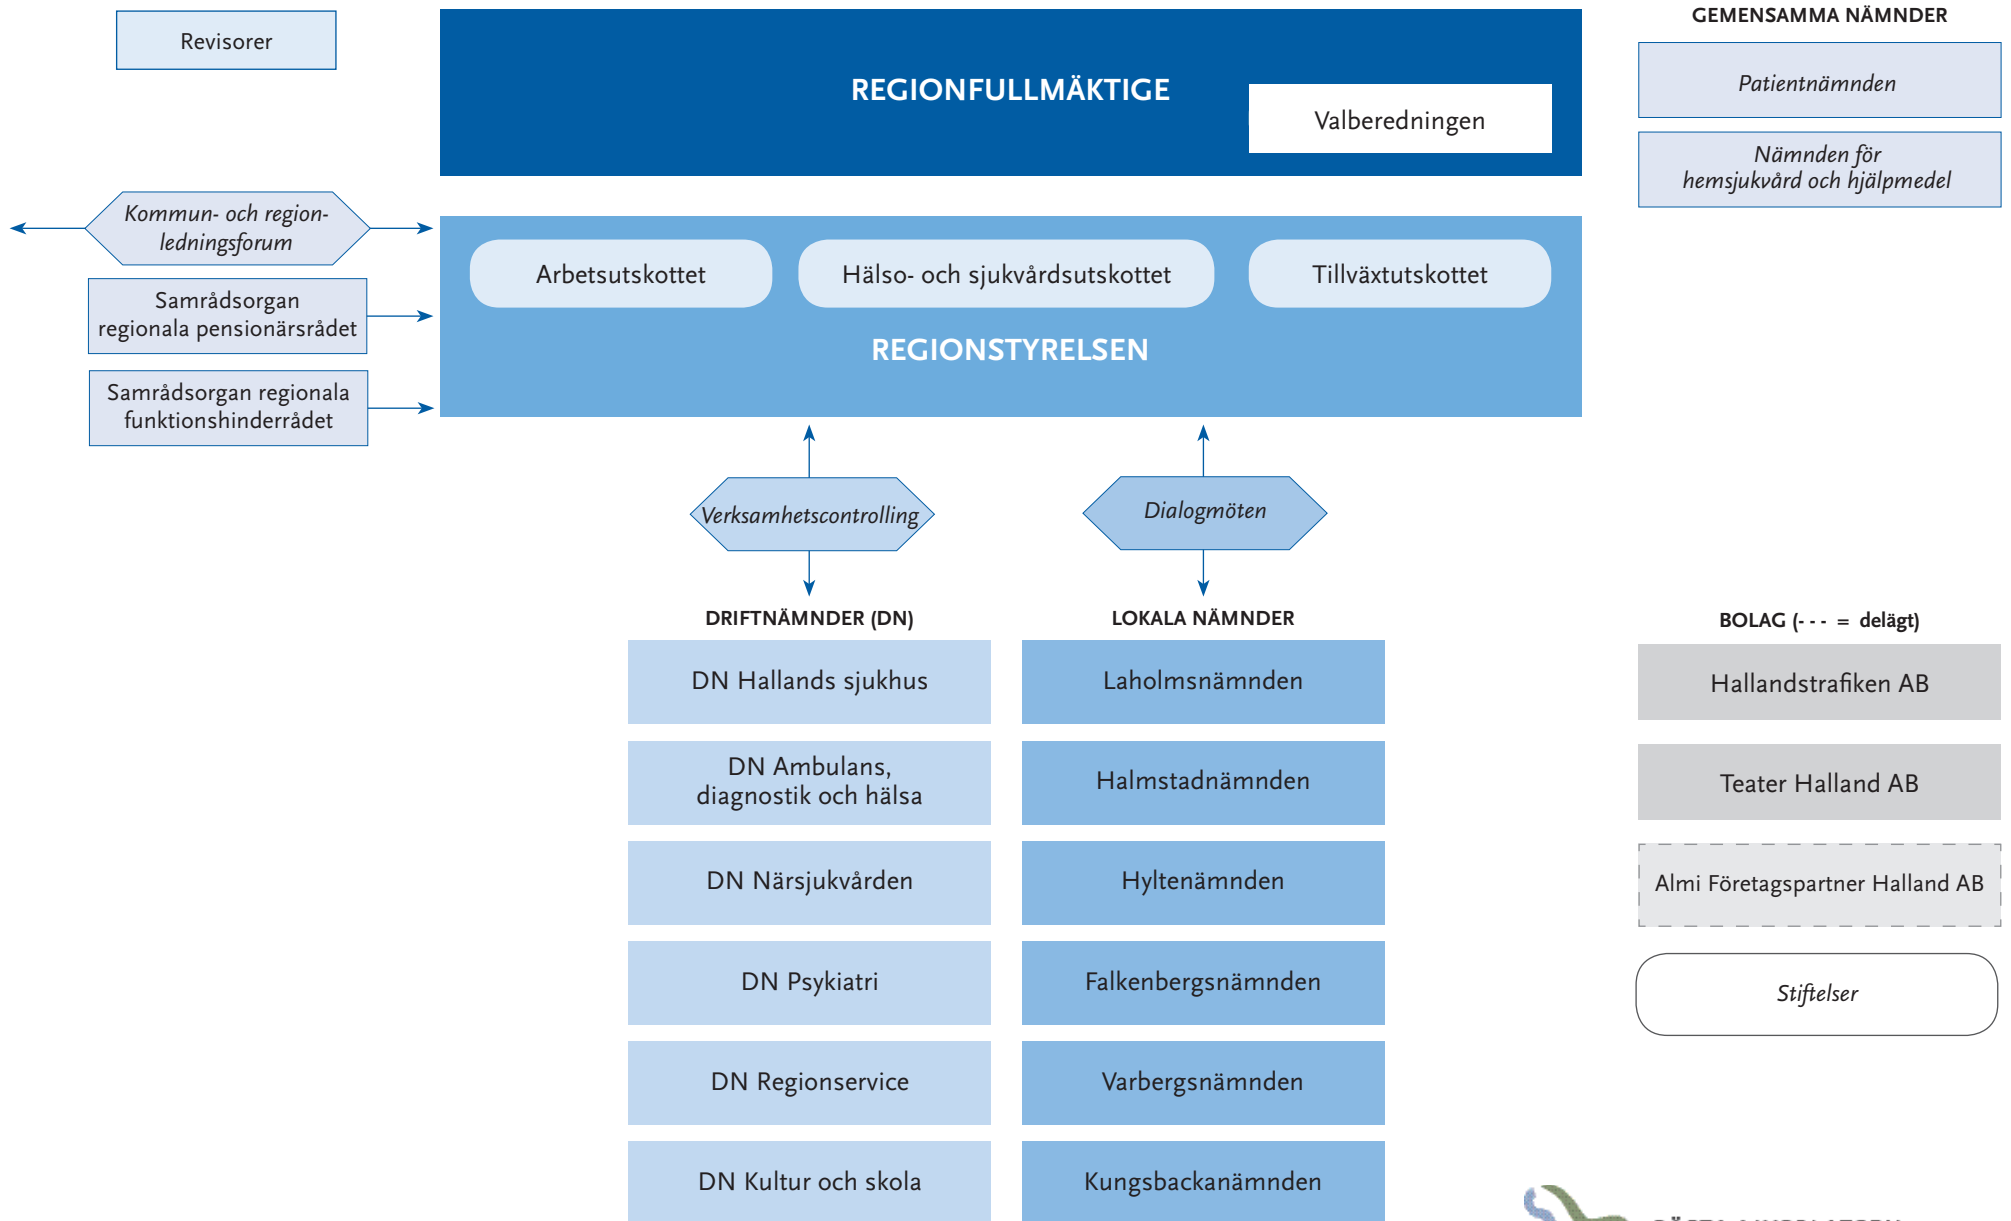 Revisorer
REGIONFULLMÄKTIGE
Valberedningen
GEMENSAMMA NÄMNDER
Patientnämnden
Nämnden för
hemsjukvård och hjälpmedel
Kommun- och region-
ledningsforum
Samrådsorgan
regionala pensionärsrådet
Samrådsorgan regionala
funktionshinderrådet
Arbetsutskottet
Hälso- och sjukvårdsutskottet
Tillväxtutskottet
REGIONSTYRELSEN
Verksamhetscontrolling
Dialogmöten
DRIFTNÄMNDER (DN)
DN Hallands sjukhus
DN Ambulans,
diagnostik och hälsa
DN Närsjukvården
DN Psykiatri
DN Regionservice
DN Kultur och skola
LOKALA NÄMNDER
Laholmsnämnden
Halmstadnämnden
Hyltenämnden
Falkenbergsnämnden
Varbergsnämnden
Kungsbackanämnden
BOLAG (- - - = delägt)
Hallandstrafiken AB
Teater Halland AB
Almi Företagspartner Halland AB
Stiftelser